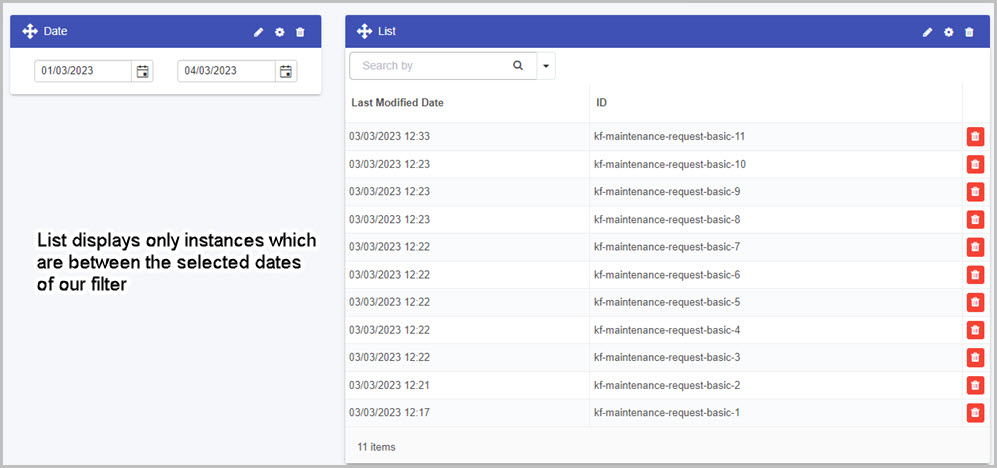 Date
01/03/2023 04/03/2023
List displays only instances which
are between the selected dates
of our filter
List
Search by
Last Modified Date ID
03/03/2023 12:33 kf-maintenance-request-basic-11
03/03/2023 12:23 kf-maintenance-request-basic-10
03/03/2023 12:23 kf-maintenance-request-basic-9
03/03/2023 12:23 kf-maintenance-request-basic-8
03/03/2023 12:22 kf-maintenance-request-basic-7
03/03/2023 12:22 kf-maintenance-request-basic-6
03/03/2023 12:22 kf-maintenance-request-basic-5
03/03/2023 12:22 kf-maintenance-request-basic-4
03/03/2023 12:22 kf-maintenance-request-basic-3
03/03/2023 12:21 kf-maintenance-request-basic-2
03/03/2023 12:17 kf-maintenance-request-basic-1
11 items